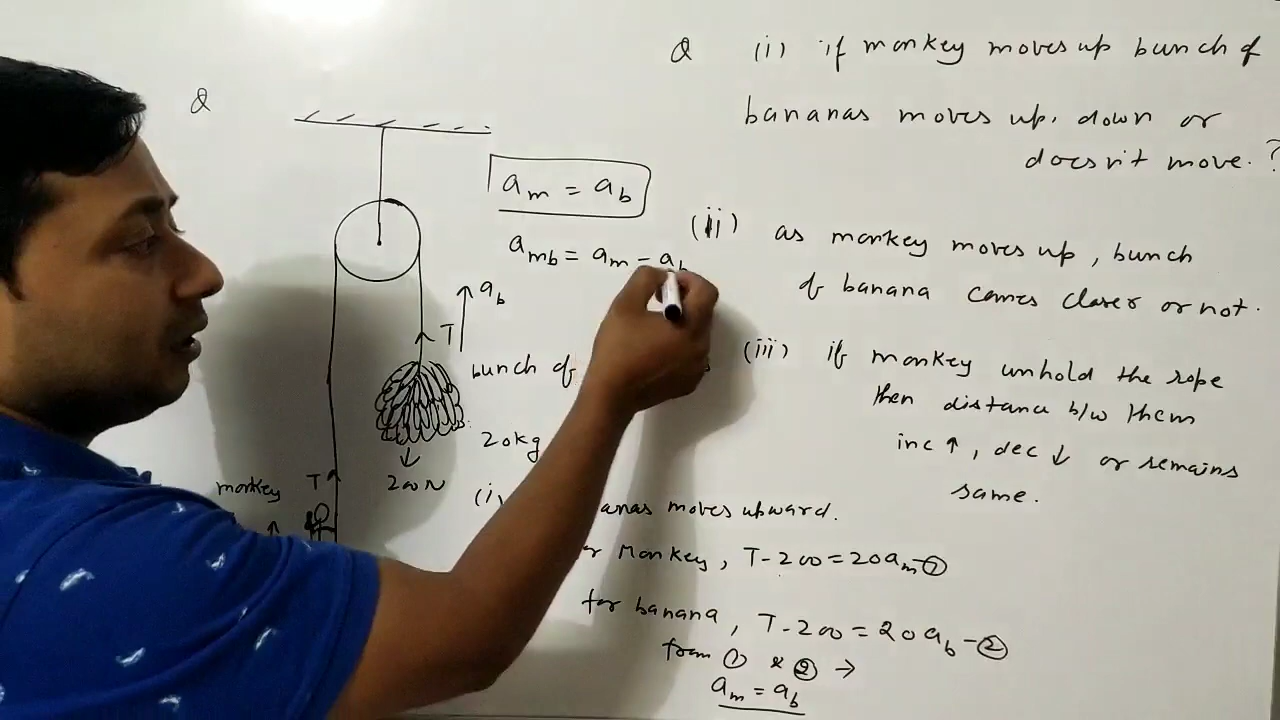 Q
a_m = a_b
a_mb = a_m - a_b
a_b
T
bunch of
20kg
200N
monkey
T
Q (i) if monkey moves up bunch of
bananas moves up, down or
doesn't move.?
(ii) as monkey moves up, bunch
of banana comes closer or not.
(iii) if monkey unhold the rope
then distance b/w them
inc ↑, dec ↓ or remains
same.
(i) anas moves upward.
Monkey, T-200=20a_m-①
for banana, T-200=20a_b-②
from ① & ② →
a_m = a_b